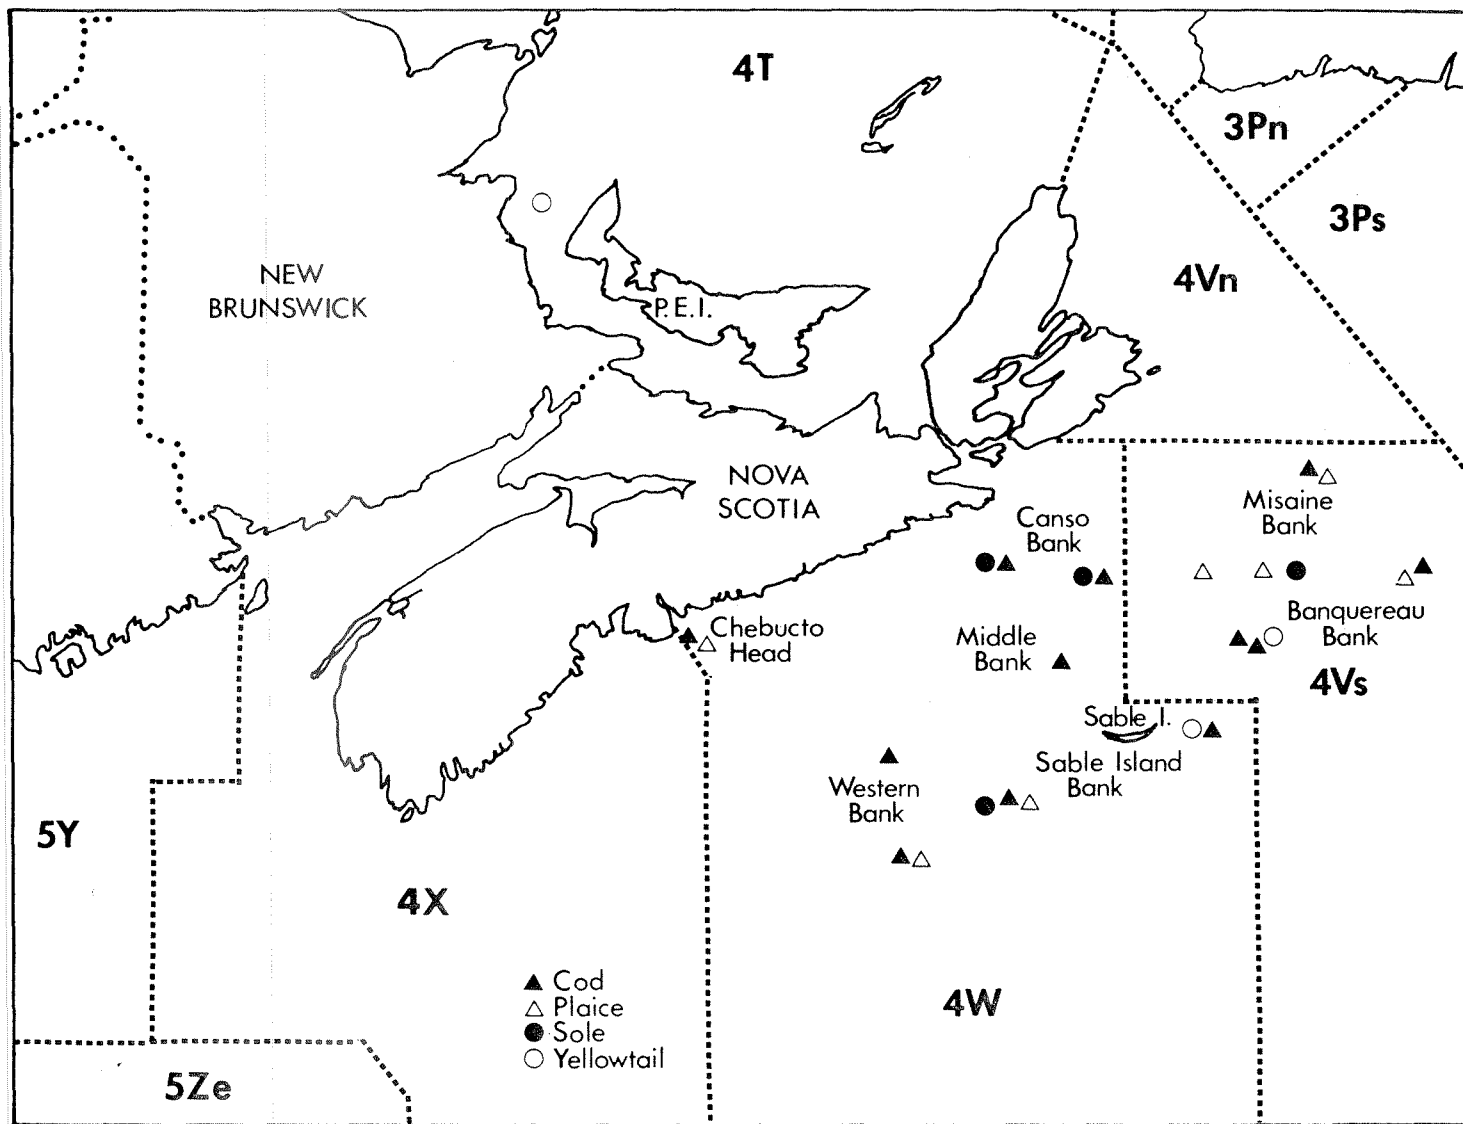 4T
3Pn
3Ps
4Vn
NEW
BRUNSWICK
P.E.I.
NOVA
SCOTIA
Canso
Bank
Misaine
Bank
Chebucto
Head
Middle
Bank
Banquereau
Bank
4Vs
Sable I.
Sable Island
Bank
Western
Bank
5Y
4X
4W
5Ze
Cod
Plaice
Sole
Yellowtail